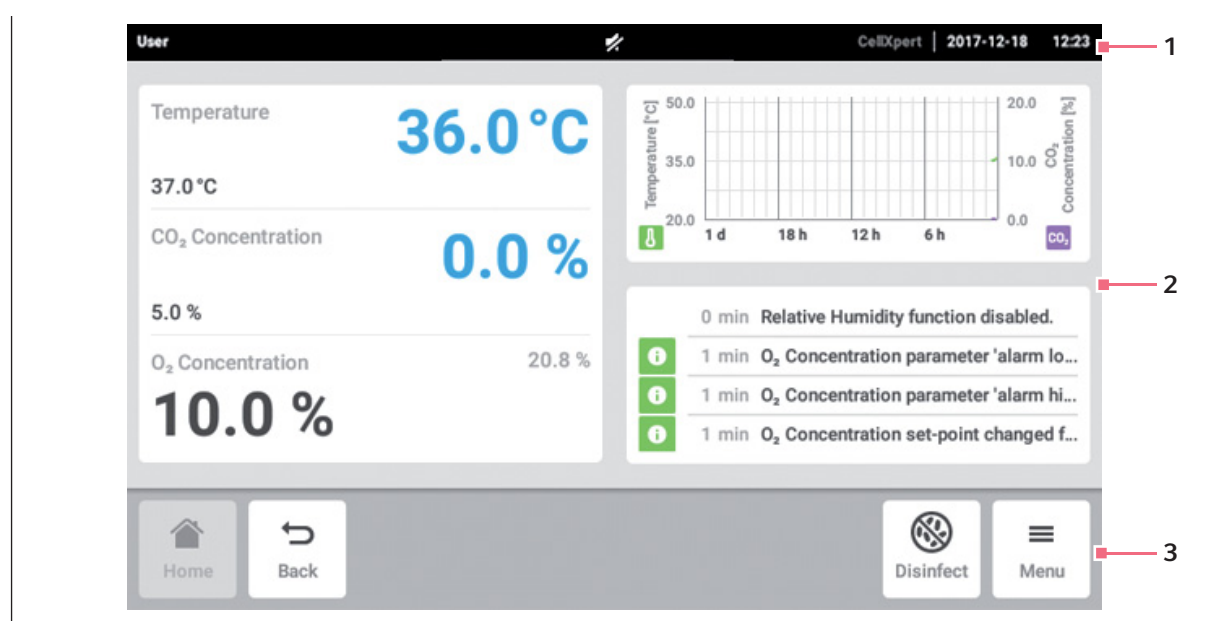 User CellXpert 2017-12-18 12:23 1
Temperature 36.0 °C
37.0 °C
CO₂ Concentration 0.0 %
5.0 %
O₂ Concentration 20.8 %
10.0 %
Temperature [°C]
50.0
35.0
20.0
1 d 18 h 12 h 6 h
20.0
10.0
0.0
CO₂
Concentration [%]
CO₂
2
0 min Relative Humidity function disabled.
1 min O₂ Concentration parameter 'alarm lo...
1 min O₂ Concentration parameter 'alarm hi...
1 min O₂ Concentration set-point changed f...
Home Back Disinfect Menu
3